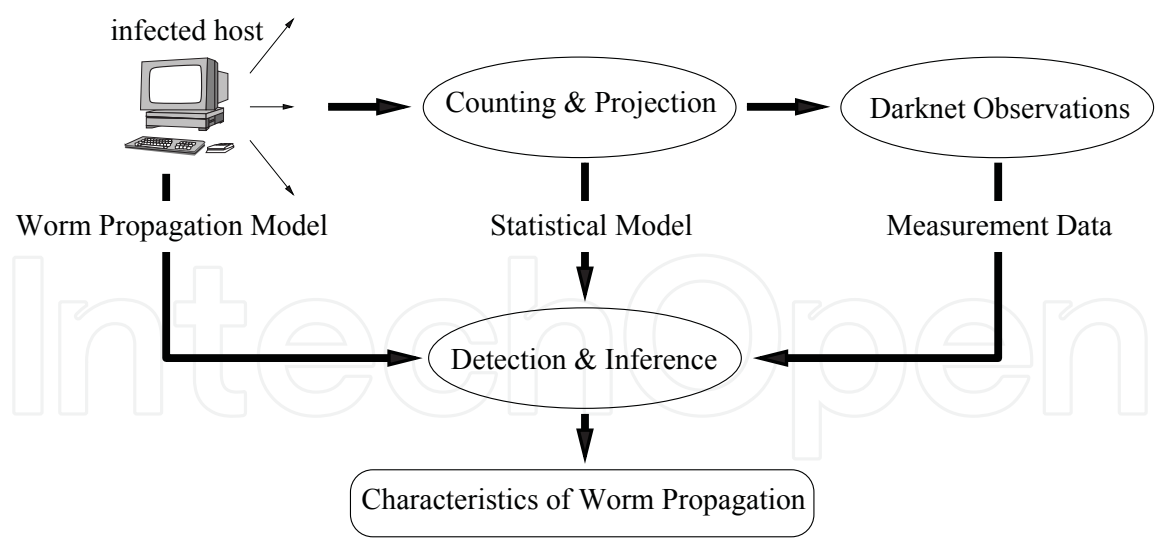 infected host
Counting & Projection
Darknet Observations
Worm Propagation Model
Statistical Model
Measurement Data
IntechOpen
Detection & Inference
Characteristics of Worm Propagation